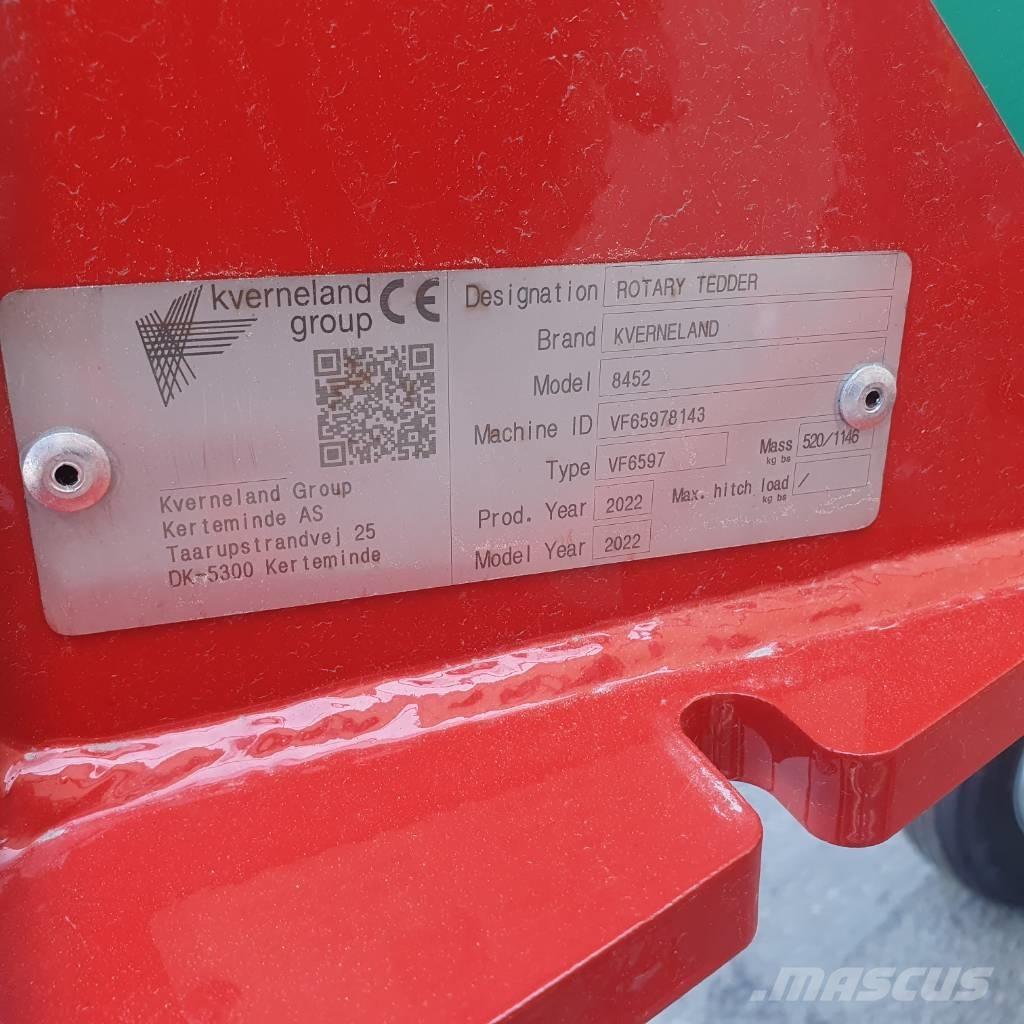 kverneland
group
CE
Kverneland Group
Kerteminde AS
Taarupstrandvej 25
DK-5300 Kerteminde
Designation ROTARY TEDDER
Brand KVERNELAND
Model 8452
Machine ID VF65978143
Type VF6597
Mass kg lbs 520/1146
Prod. Year 2022
Max. hitch load kg lbs /
Model Year 2022
.MASCUS